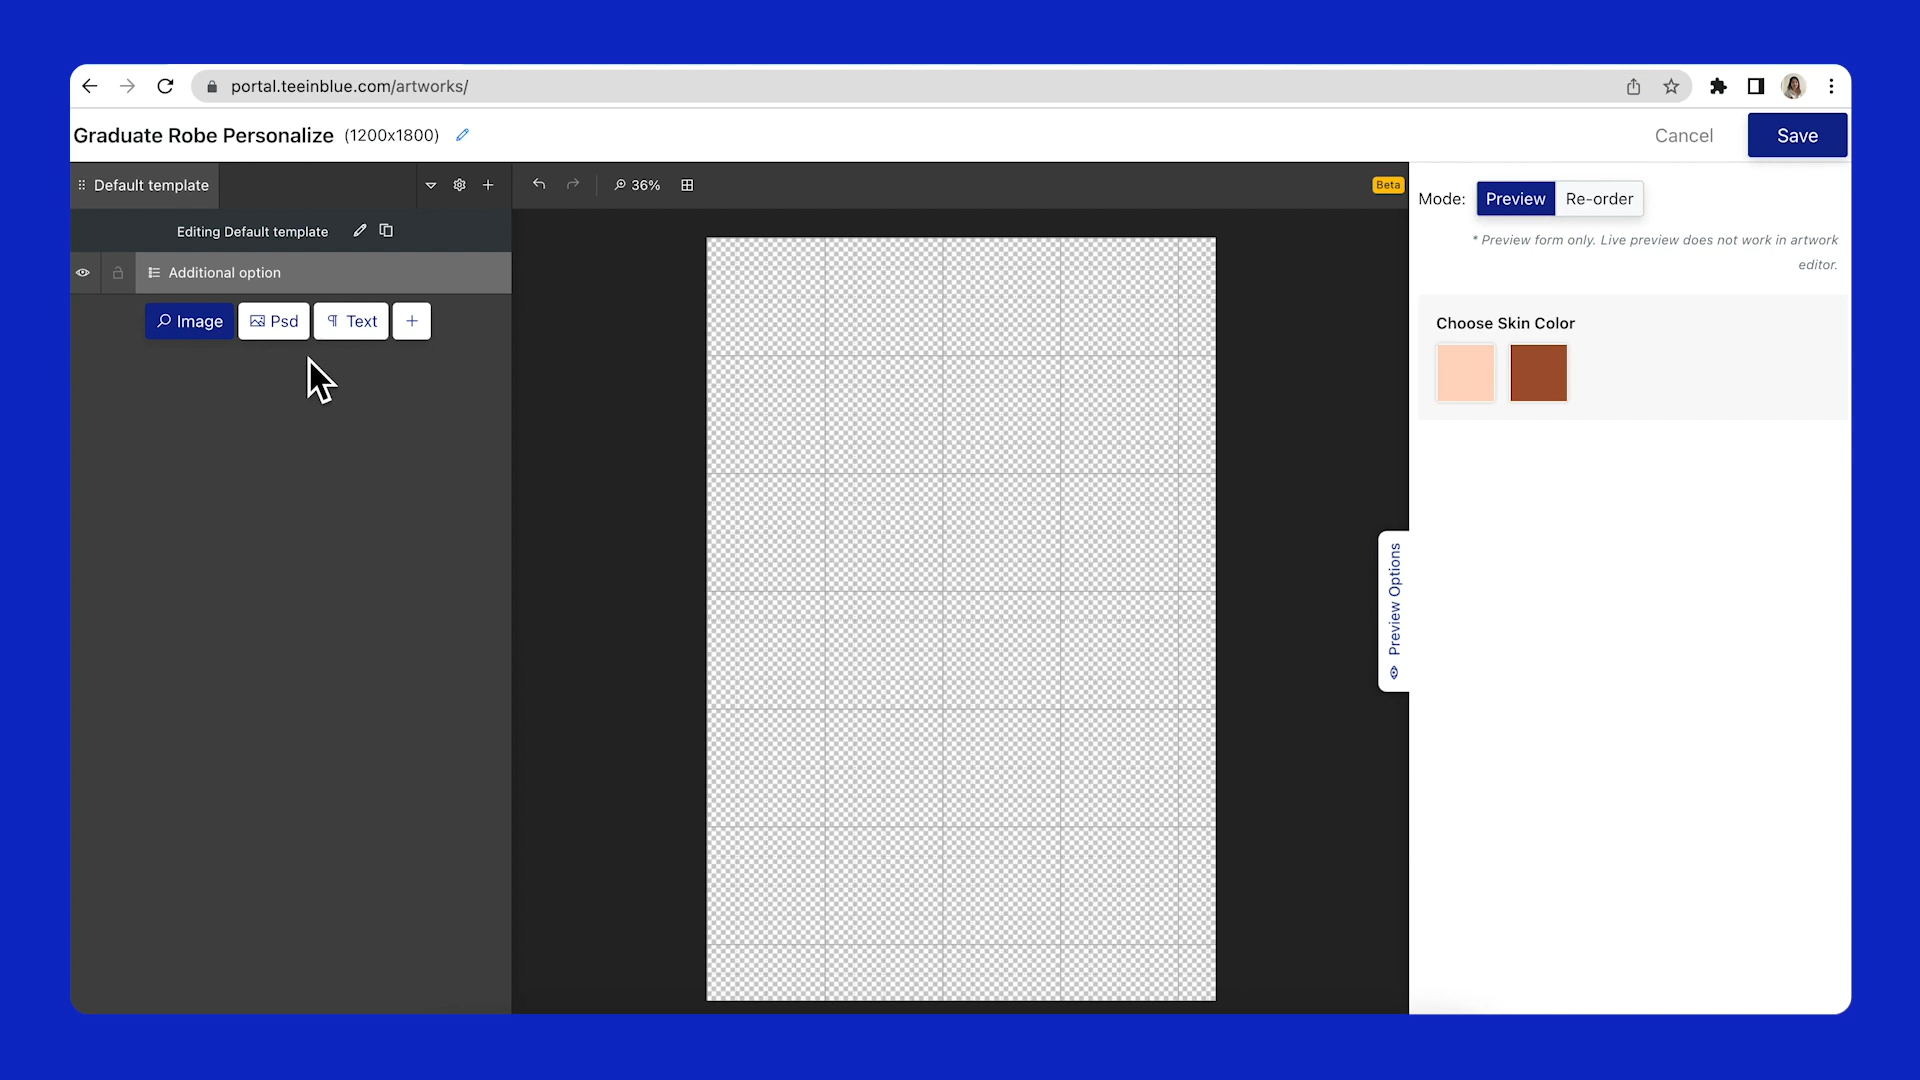 portal.teeinblue.com/artworks/
Graduate Robe Personalize (1200x1800)
Cancel
Save
Default template
36%
Beta
Mode:
Preview
Re-order
Editing Default template
* Preview form only. Live preview does not work in artwork
editor.
Additional option
Image
Psd
Text
Choose Skin Color
Preview Options